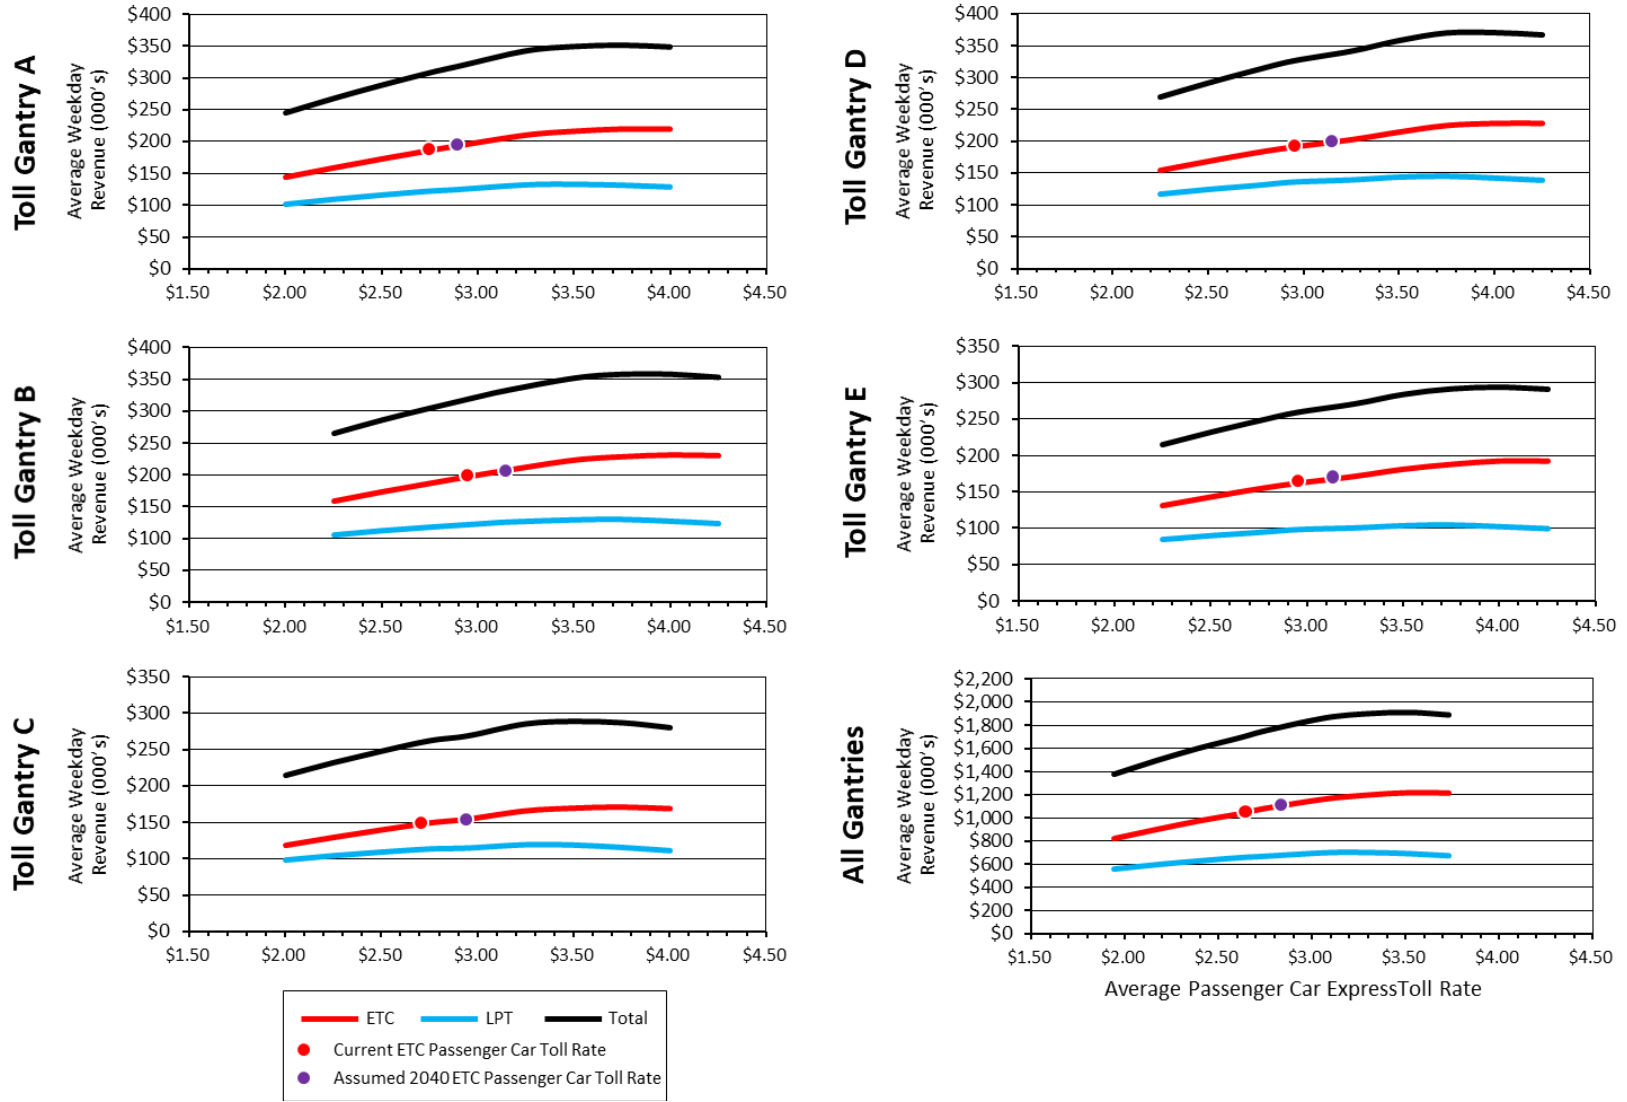 Toll Gantry A
Average Weekday
Revenue (000's)
$400
$350
$300
$250
$200
$150
$100
$50
$0
$1.50 $2.00 $2.50 $3.00 $3.50 $4.00 $4.50
Toll Gantry D
Average Weekday
Revenue (000's)
$400
$350
$300
$250
$200
$150
$100
$50
$0
$1.50 $2.00 $2.50 $3.00 $3.50 $4.00 $4.50
Toll Gantry B
Average Weekday
Revenue (000's)
$400
$350
$300
$250
$200
$150
$100
$50
$0
$1.50 $2.00 $2.50 $3.00 $3.50 $4.00 $4.50
Toll Gantry E
Average Weekday
Revenue (000's)
$350
$300
$250
$200
$150
$100
$50
$0
$1.50 $2.00 $2.50 $3.00 $3.50 $4.00 $4.50
Toll Gantry C
Average Weekday
Revenue (000's)
$350
$300
$250
$200
$150
$100
$50
$0
$1.50 $2.00 $2.50 $3.00 $3.50 $4.00 $4.50
All Gantries
Average Weekday
Revenue (000's)
$2,200
$2,000
$1,800
$1,600
$1,400
$1,200
$1,000
$800
$600
$400
$200
$0
$1.50 $2.00 $2.50 $3.00 $3.50 $4.00 $4.50
Average Passenger Car ExpressToll Rate
ETC LPT Total
Current ETC Passenger Car Toll Rate
Assumed 2040 ETC Passenger Car Toll Rate